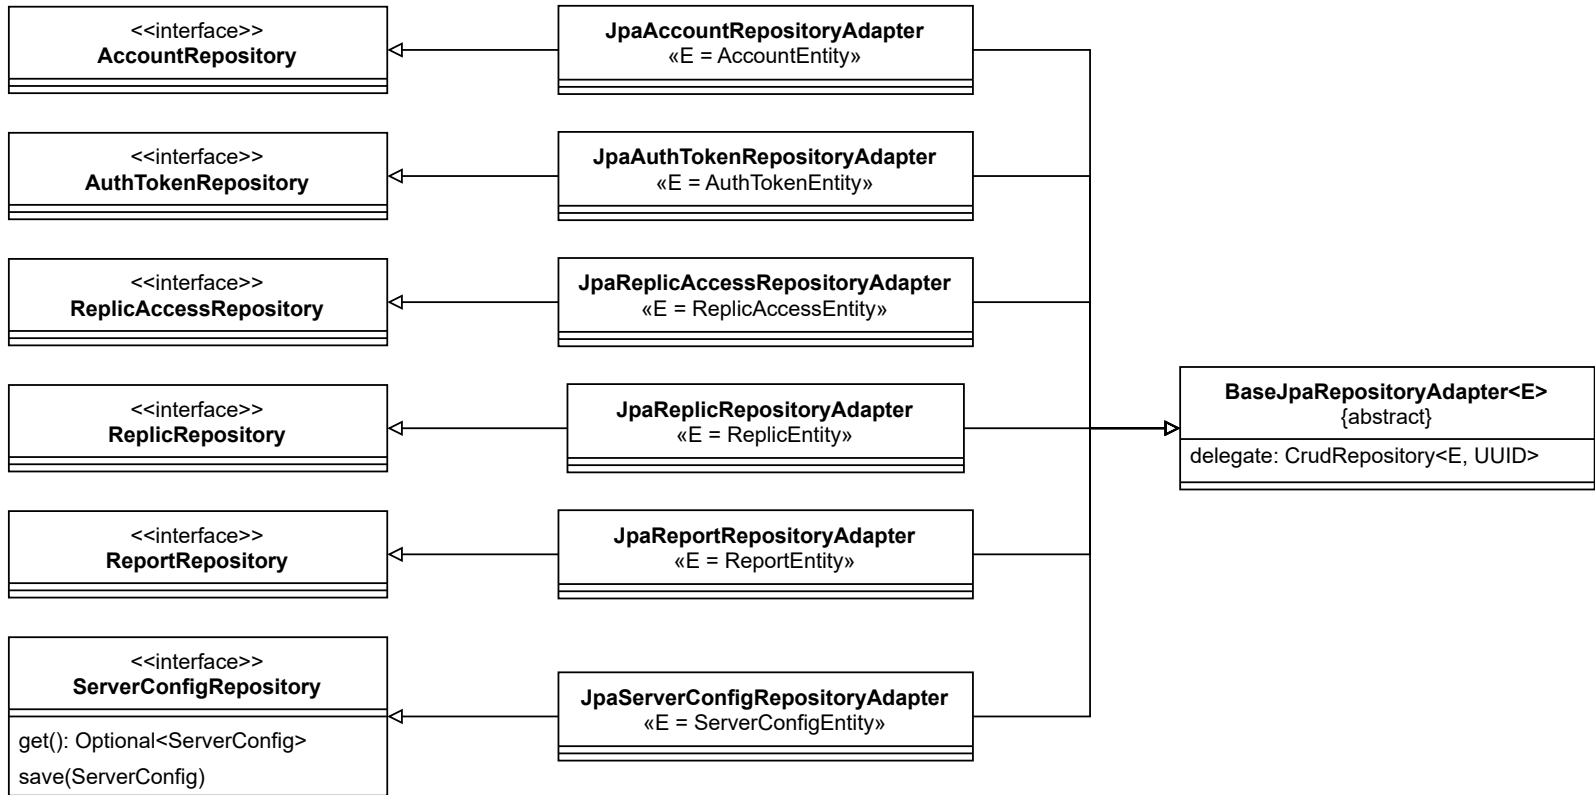 <<interface>>
AccountRepository
JpaAccountRepositoryAdapter
«E = AccountEntity»
<<interface>>
AuthTokenRepository
JpaAuthTokenRepositoryAdapter
«E = AuthTokenEntity»
<<interface>>
ReplicAccessRepository
JpaReplicAccessRepositoryAdapter
«E = ReplicAccessEntity»
<<interface>>
ReplicRepository
JpaReplicRepositoryAdapter
«E = ReplicEntity»
BaseJpaRepositoryAdapter<E>
{abstract}
delegate: CrudRepository<E, UUID>
<<interface>>
ReportRepository
JpaReportRepositoryAdapter
«E = ReportEntity»
<<interface>>
ServerConfigRepository
get(): Optional<ServerConfig>
save(ServerConfig)
JpaServerConfigRepositoryAdapter
«E = ServerConfigEntity»